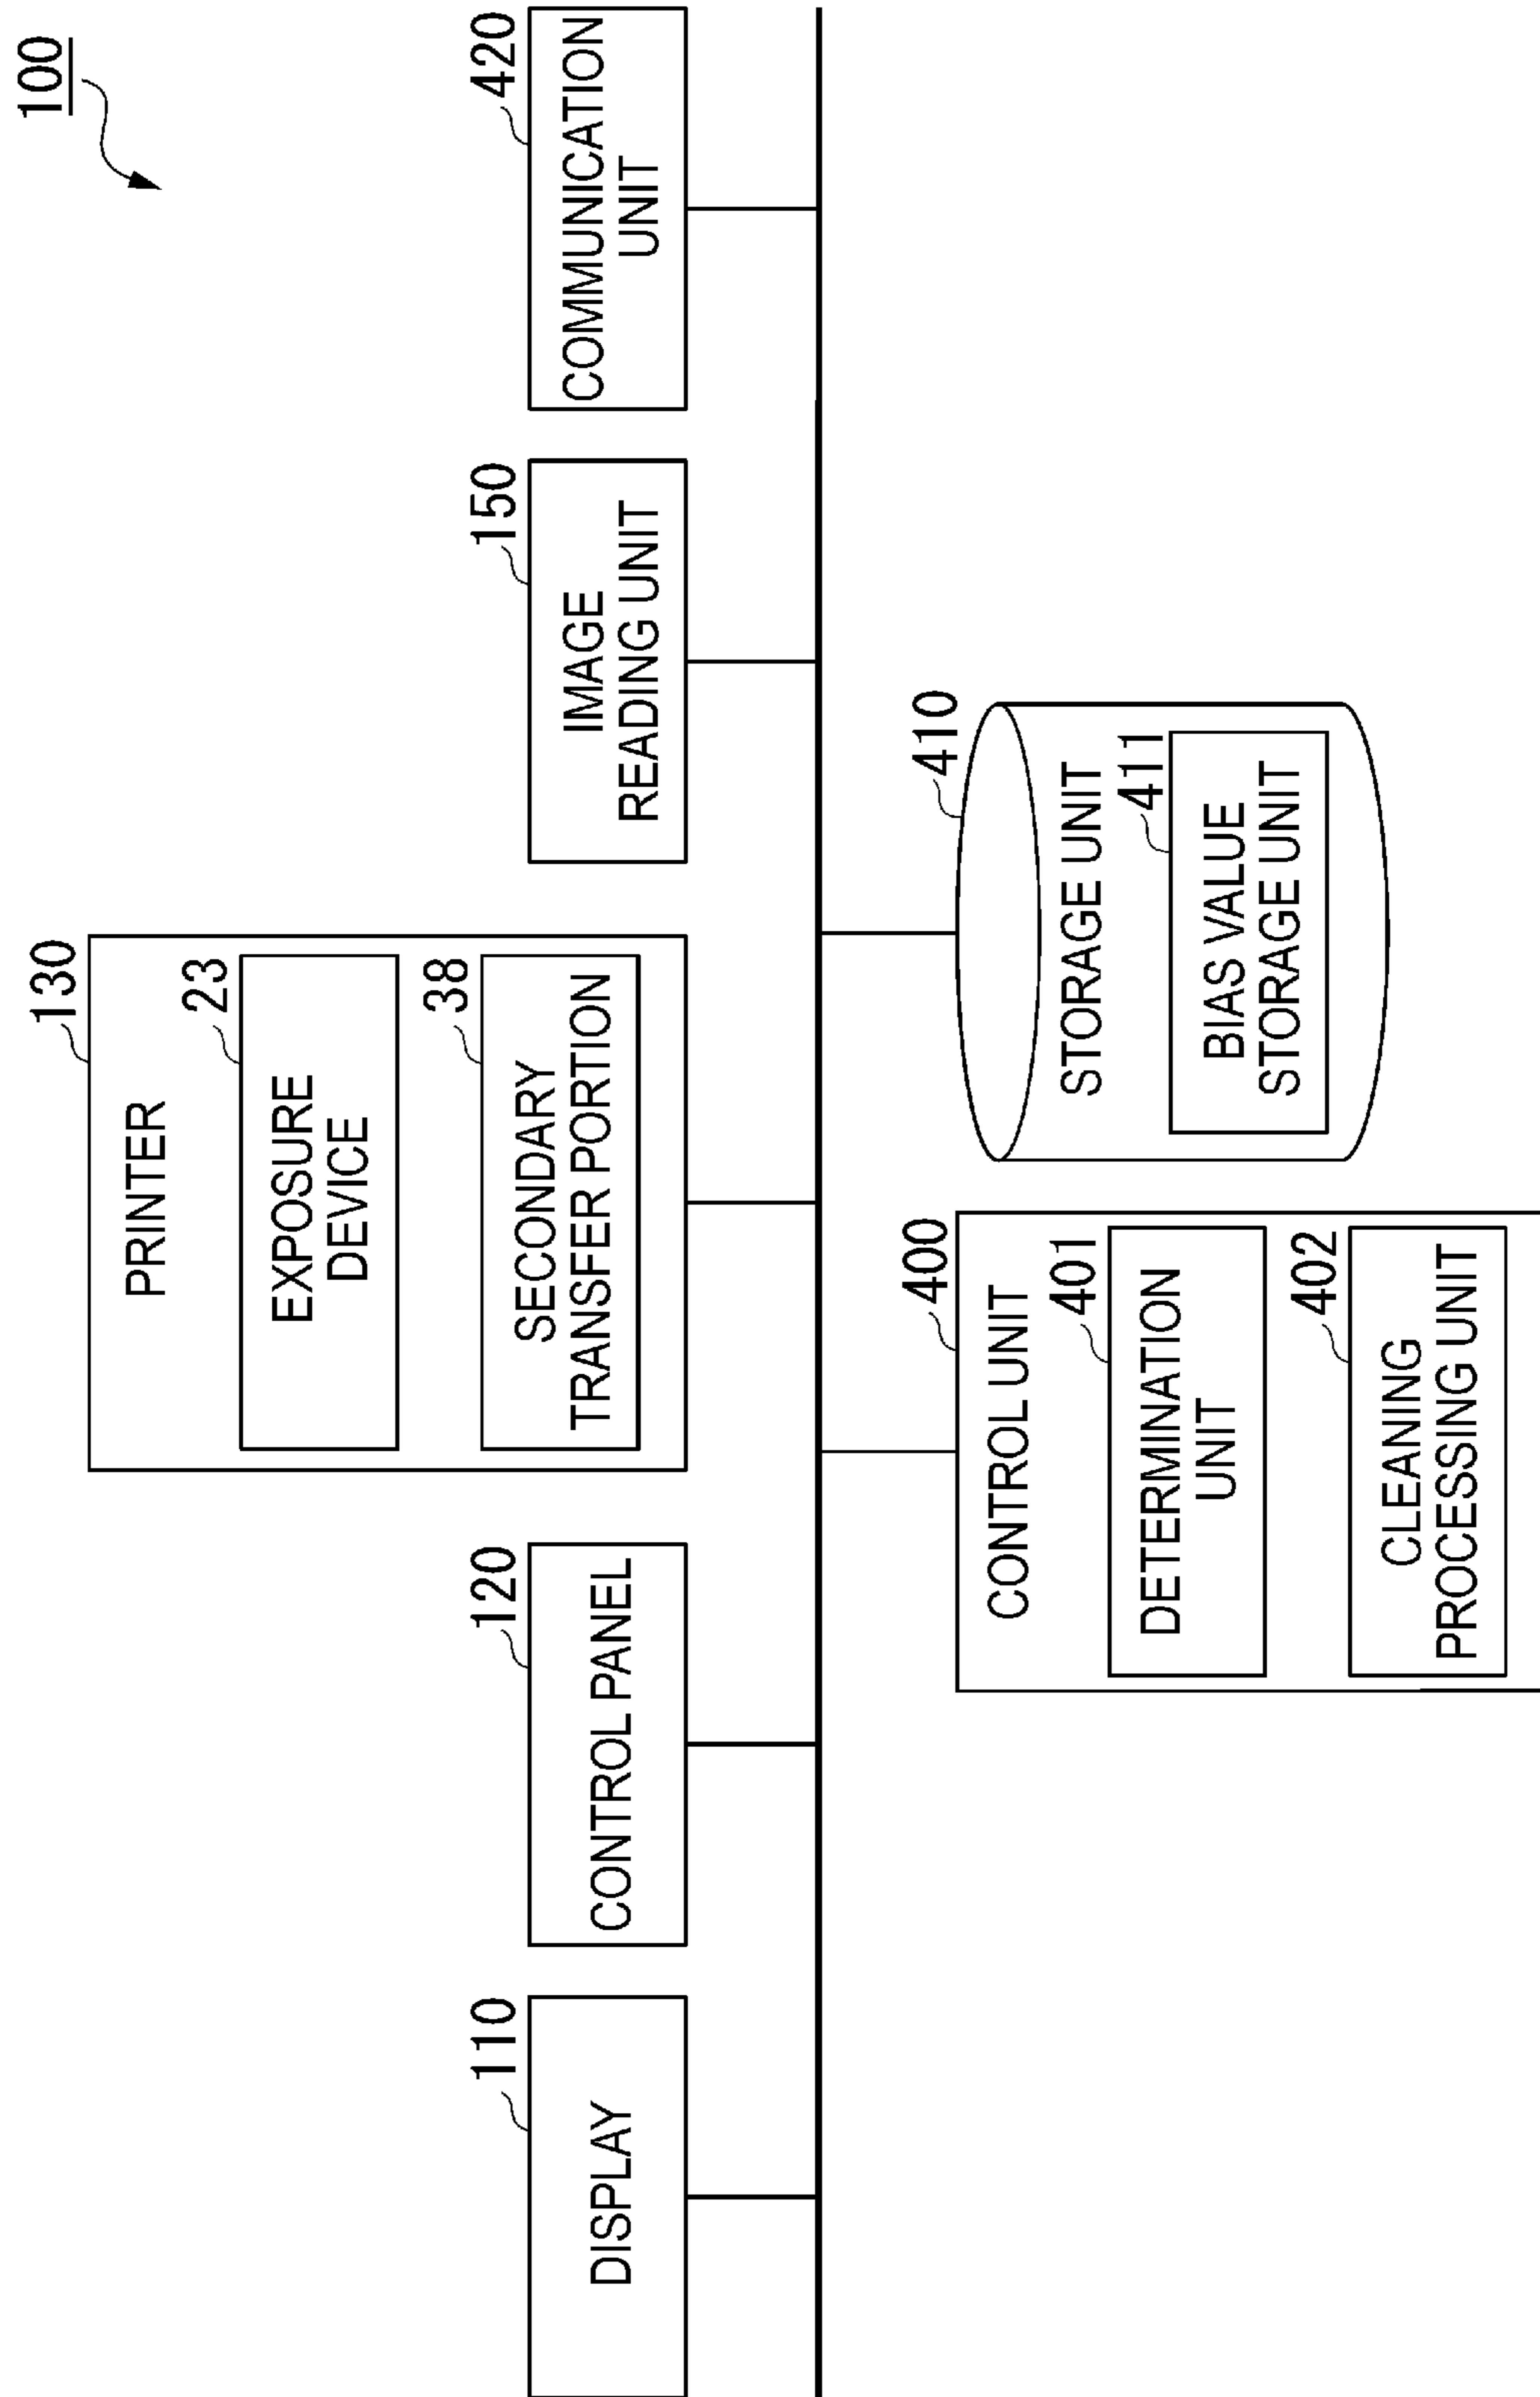 100
130
PRINTER
23
EXPOSURE
DEVICE
38
SECONDARY
TRANSFER PORTION
110
DISPLAY
120
CONTROL PANEL
150
IMAGE
READING UNIT
420
COMMUNICATION
UNIT
400
CONTROL UNIT
401
DETERMINATION
UNIT
402
CLEANING
PROCESSING UNIT
410
STORAGE UNIT
411
BIAS VALUE
STORAGE UNIT